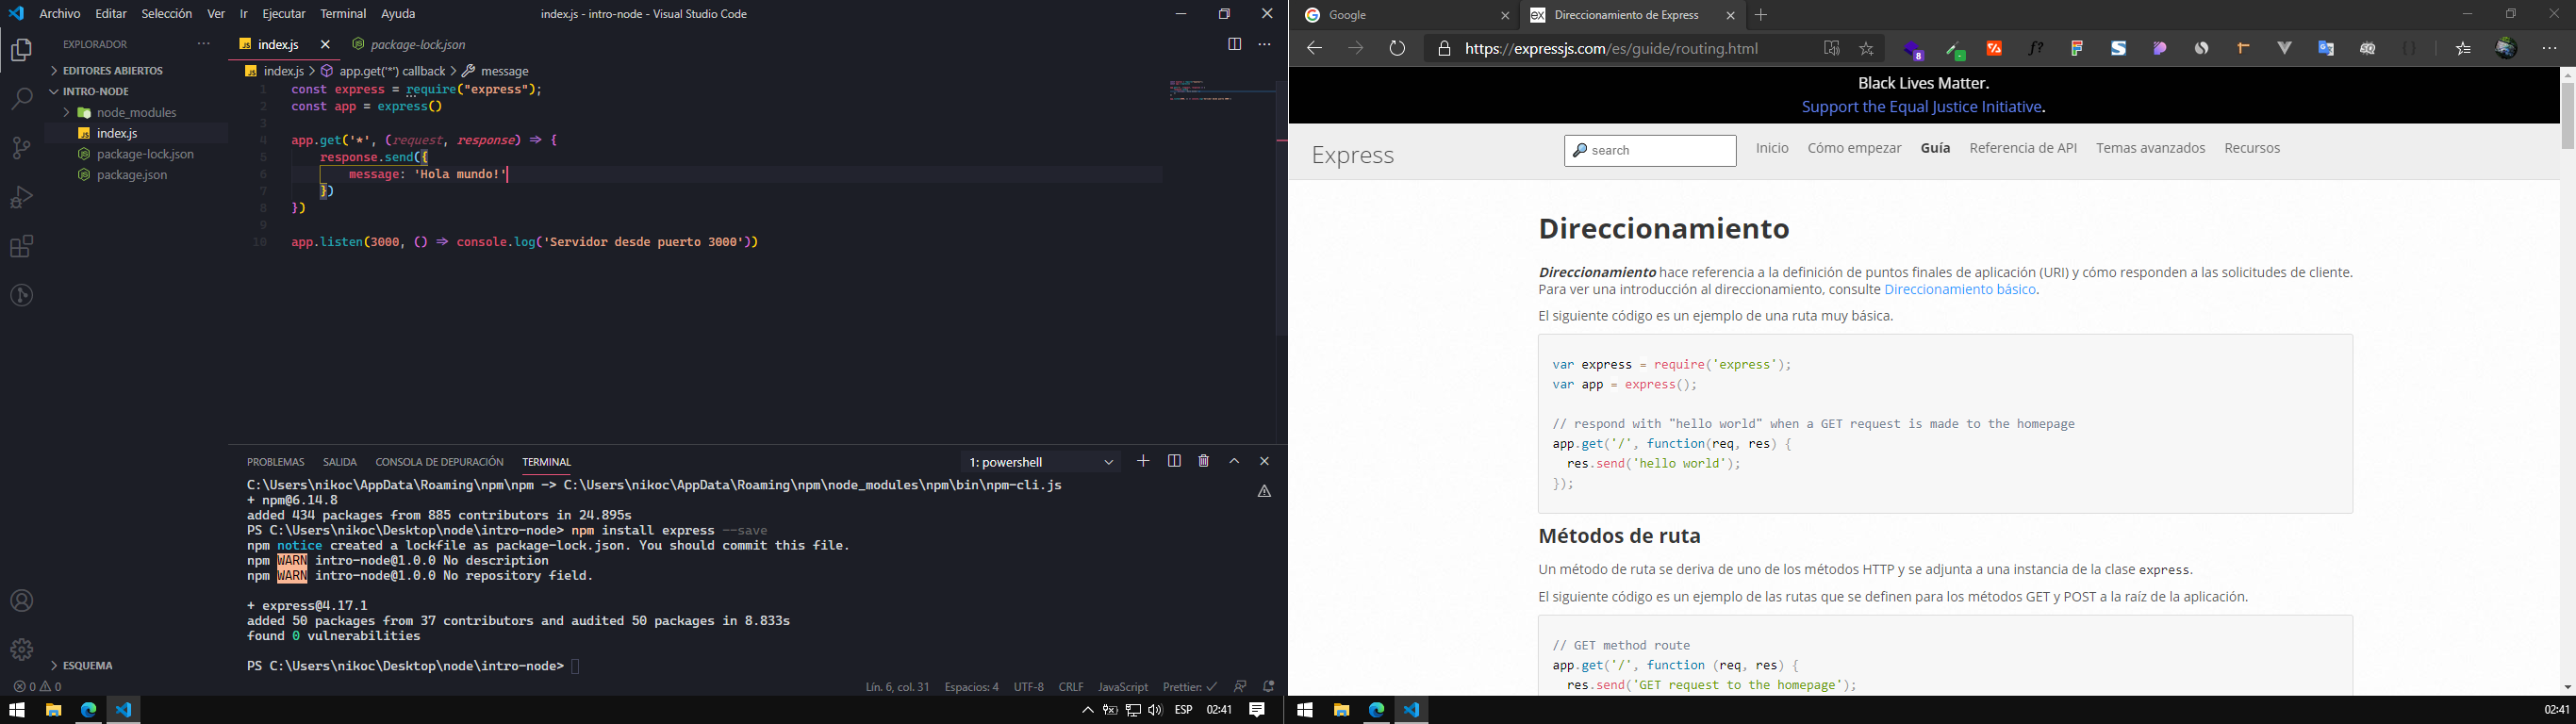 Archivo Editar Selección Ver Ir Ejecutar Terminal Ayuda index.js - intro-node - Visual Studio Code
EXPLORADOR
EDITORES ABIERTOS
INTRO-NODE
node_modules
index.js
package-lock.json
package.json
ESQUEMA
index.js package-lock.json
index.js > app.get('*') callback > message
1 const express = require("express");
2 const app = express()
3
4 app.get('*', (request, response) ⇒ {
5 response.send({
6 message: 'Hola mundo!'
7 })
8 })
9
10 app.listen(3000, () ⇒ console.log('Servidor desde puerto 3000'))
PROBLEMAS SALIDA CONSOLA DE DEPURACIÓN TERMINAL 1: powershell
C:\Users\nikoc\AppData\Roaming\npm\npm -> C:\Users\nikoc\AppData\Roaming\npm\node_modules\npm\bin\npm-cli.js
+ npm@6.14.8
added 434 packages from 885 contributors in 24.895s
PS C:\Users\nikoc\Desktop\node\intro-node> npm install express --save
npm notice created a lockfile as package-lock.json. You should commit this file.
npm WARN intro-node@1.0.0 No description
npm WARN intro-node@1.0.0 No repository field.
+ express@4.17.1
added 50 packages from 37 contributors and audited 50 packages in 8.833s
found 0 vulnerabilities
PS C:\Users\nikoc\Desktop\node\intro-node>
0 0 Lín. 6, col. 31 Espacios: 4 UTF-8 CRLF JavaScript Prettier: ✓
ESP 02:41
Google Direccionamiento de Express
https://expressjs.com/es/guide/routing.html
8
Black Lives Matter.
Support the Equal Justice Initiative.
Express search Inicio Cómo empezar Guía Referencia de API Temas avanzados Recursos
Direccionamiento
Direccionamiento hace referencia a la definición de puntos finales de aplicación (URI) y cómo responden a las solicitudes de cliente.
Para ver una introducción al direccionamiento, consulte Direccionamiento básico.
El siguiente código es un ejemplo de una ruta muy básica.
var express = require('express');
var app = express();
// respond with "hello world" when a GET request is made to the homepage
app.get('/', function(req, res) {
res.send('hello world');
});
Métodos de ruta
Un método de ruta se deriva de uno de los métodos HTTP y se adjunta a una instancia de la clase express.
El siguiente código es un ejemplo de las rutas que se definen para los métodos GET y POST a la raíz de la aplicación.
// GET method route
app.get('/', function (req, res) {
res.send('GET request to the homepage');
02:41